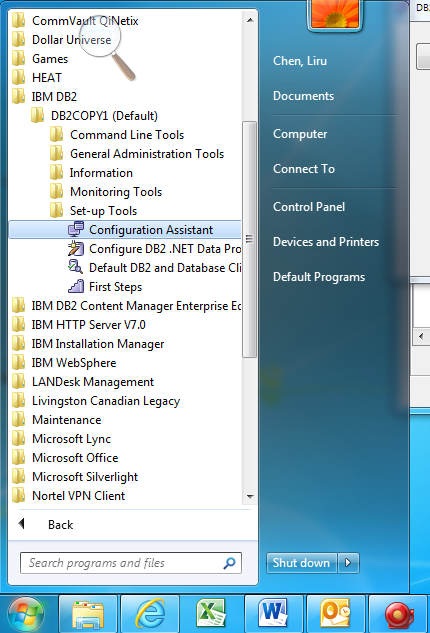 CommVault QiNetix
Dollar Universe
Games
HEAT
IBM DB2
DB2COPY1 (Default)
Command Line Tools
General Administration Tools
Information
Monitoring Tools
Set-up Tools
Configuration Assistant
Configure DB2 .NET Data Pro
Default DB2 and Database Cli
First Steps
IBM DB2 Content Manager Enterprise Ec
IBM HTTP Server V7.0
IBM Installation Manager
IBM WebSphere
LANDesk Management
Livingston Canadian Legacy
Maintenance
Microsoft Lync
Microsoft Office
Microsoft Silverlight
Nortel VPN Client
Back
Search programs and files
Chen, Liru
Documents
Computer
Connect To
Control Panel
Devices and Printers
Default Programs
Shut down
DB2